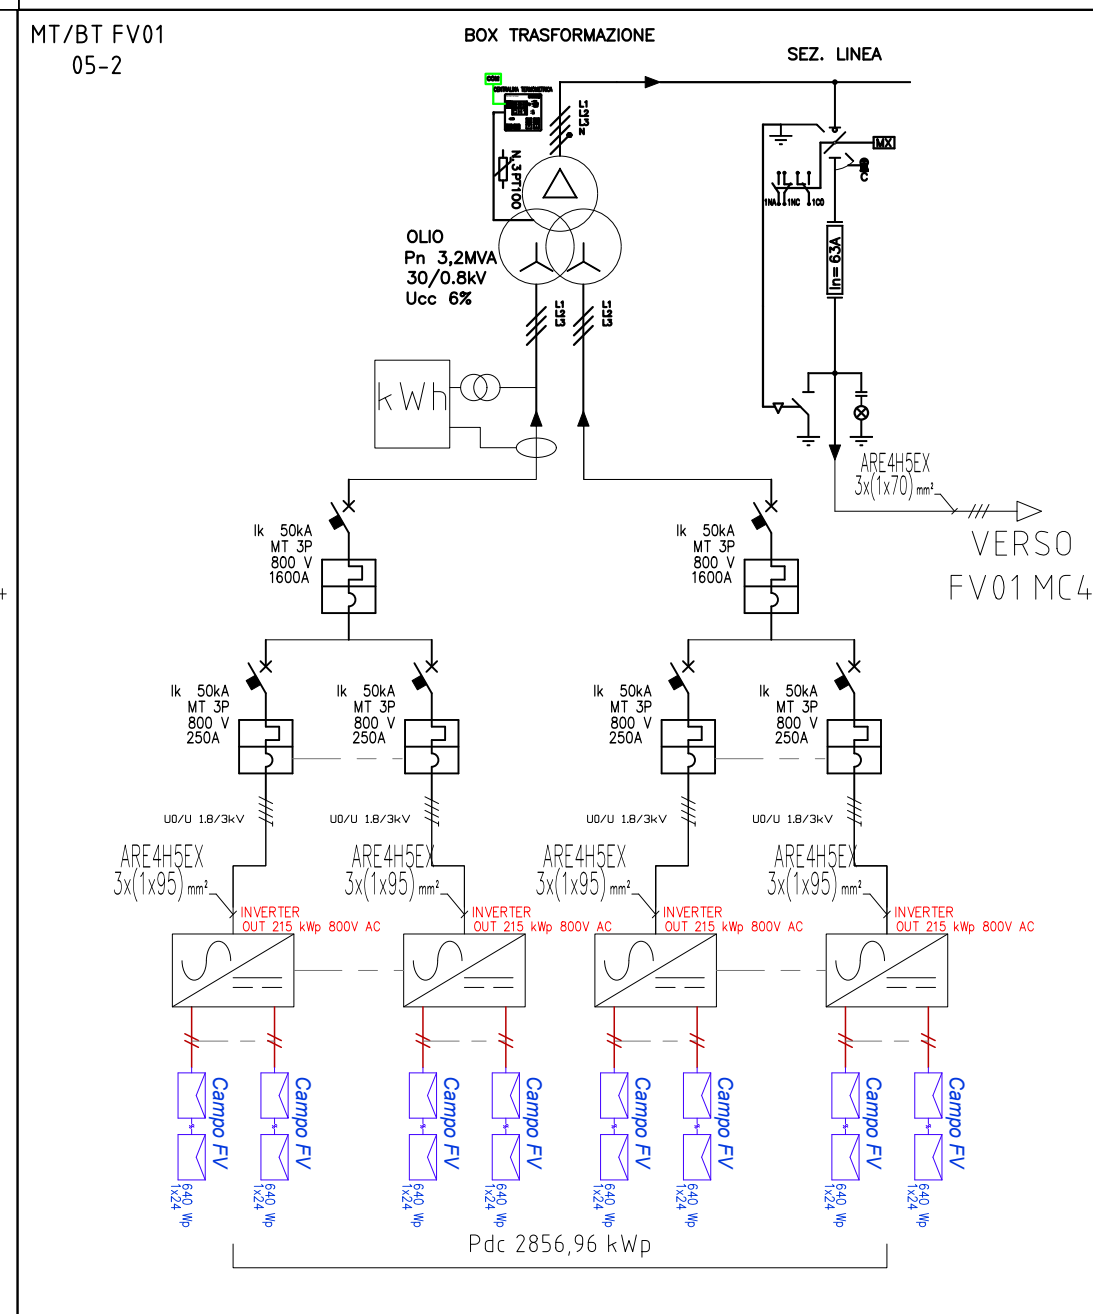 MT/BT FV01
05-2
BOX TRASFORMAZIONE
SEZ. LINEA
COM
CENTRALINA TERMOMETRICA
L1
L2
L3
N
N.3PT100
MX
C
1NA
1NC
1CO
In= 63A
OLIO
Pn 3,2MVA
30/0.8kV
Ucc 6%
L1
L2
L3
L1
L2
L3
kWh
ARE4H5EX
3x(1x70) mm²
VERSO
FV01 MC4
Ik 50kA
MT 3P
800 V
1600A
Ik 50kA
MT 3P
800 V
1600A
Ik 50kA
MT 3P
800 V
250A
Ik 50kA
MT 3P
800 V
250A
Ik 50kA
MT 3P
800 V
250A
Ik 50kA
MT 3P
800 V
250A
U0/U 1.8/3kV
U0/U 1.8/3kV
U0/U 1.8/3kV
U0/U 1.8/3kV
ARE4H5EX
3x(1x95) mm²
ARE4H5EX
3x(1x95) mm²
ARE4H5EX
3x(1x95) mm²
ARE4H5EX
3x(1x95) mm²
INVERTER
OUT 215 kWp 800V AC
INVERTER
OUT 215 kWp 800V AC
INVERTER
OUT 215 kWp 800V AC
INVERTER
OUT 215 kWp 800V AC
Campo FV
Campo FV
Campo FV
Campo FV
Campo FV
Campo FV
Campo FV
Campo FV
640 Wp
1x24
640 Wp
1x24
640 Wp
1x24
640 Wp
1x24
640 Wp
1x24
640 Wp
1x24
640 Wp
1x24
640 Wp
1x24
Pdc 2856,96 kWp